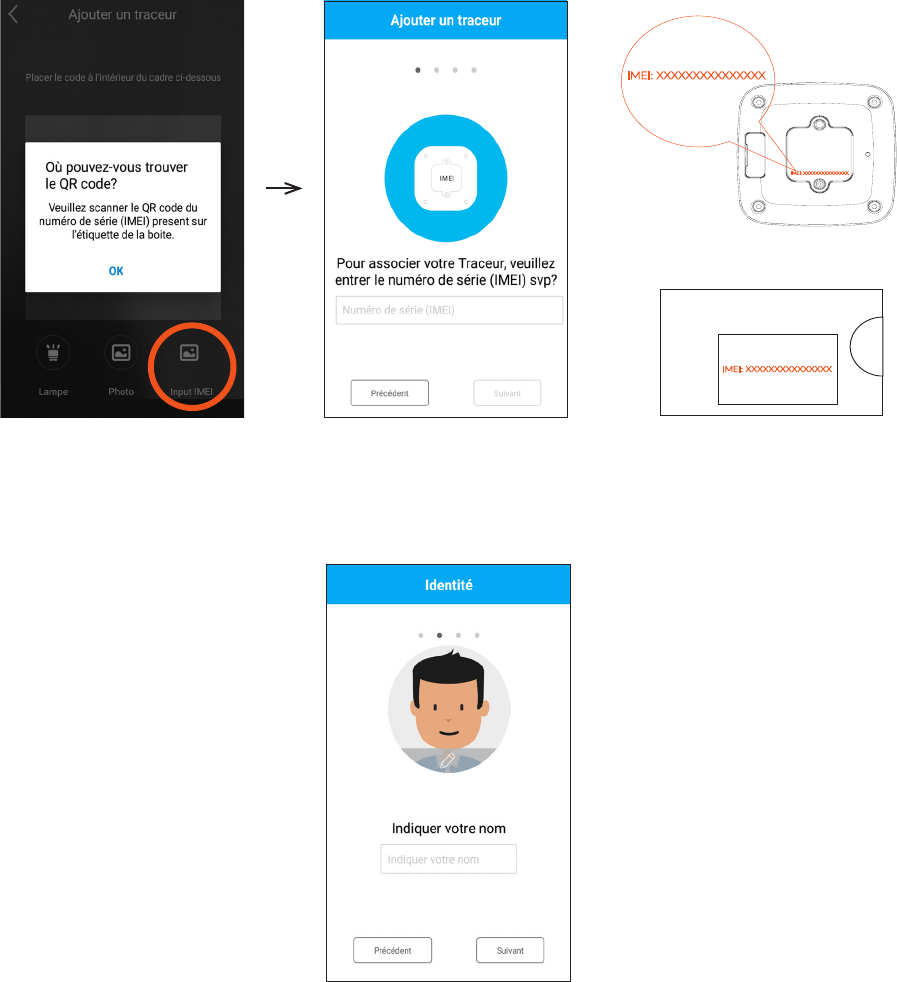 Ajouter un traceur
Placer le code à l'intérieur du cadre ci-dessous
Où pouvez-vous trouver
le QR code?
Veuillez scanner le QR code du
numéro de série (IMEI) present sur
l'étiquette de la boite.
OK
Lampe
Photo
Input IMEI
Ajouter un traceur
IMEI
Pour associer votre Traceur, veuillez
entrer le numéro de série (IMEI) svp?
Numéro de série (IMEI)
Précédent
Suivant
IMEI: XXXXXXXXXXXXXXX
IMEI: XXXXXXXXXXXXXXX
IMEI: XXXXXXXXXXXXXXX
Identité
Indiquer votre nom
Indiquer votre nom
Précédent
Suivant